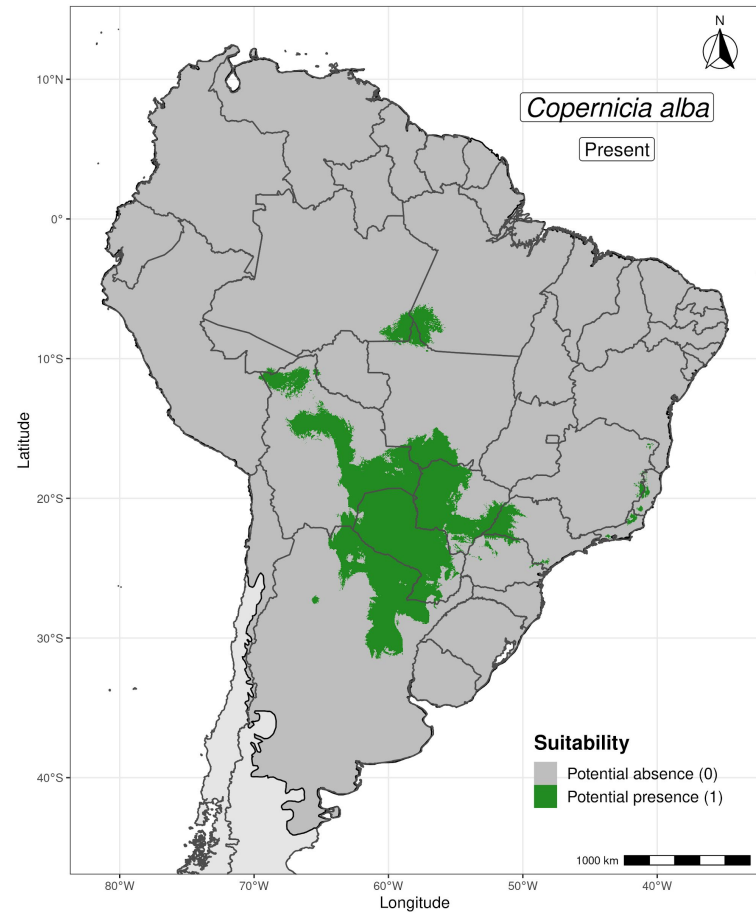 N
Copernicia alba
Present
10°N
0°
10°S
20°S
30°S
40°S
Latitude
Suitability
Potential absence (0)
Potential presence (1)
1000 km
80°W 70°W 60°W 50°W 40°W
Longitude